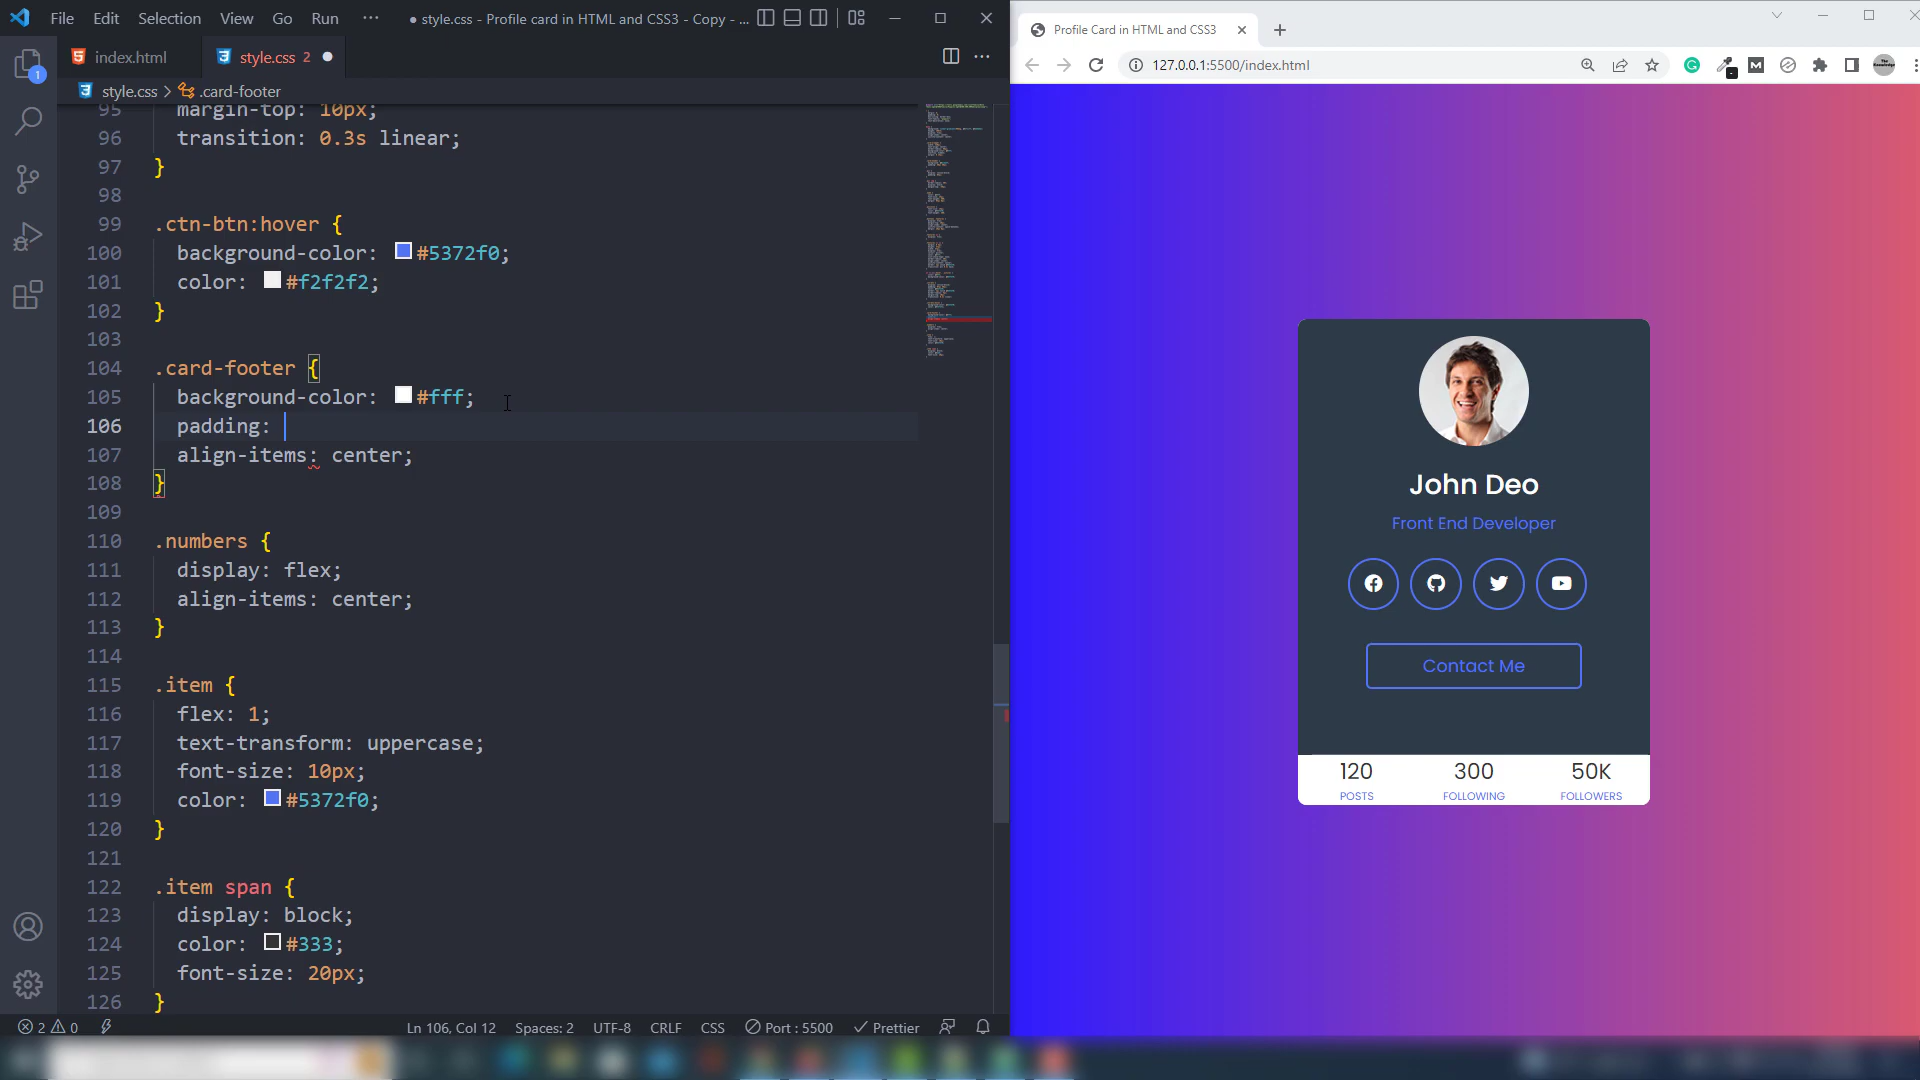 File Edit Selection View Go Run ··· ● style.css - Profile card in HTML and CSS3 - Copy - ...
index.html style.css 2 ●
style.css > .card-footer
95 margin-top: 10px;
96 transition: 0.3s linear;
97 }
98
99 .ctn-btn:hover {
100 background-color: #5372f0;
101 color: #f2f2f2;
102 }
103
104 .card-footer {
105 background-color: #fff;
106 padding:
107 align-items: center;
108 }
109
110 .numbers {
111 display: flex;
112 align-items: center;
113 }
114
115 .item {
116 flex: 1;
117 text-transform: uppercase;
118 font-size: 10px;
119 color: #5372f0;
120 }
121
122 .item span {
123 display: block;
124 color: #333;
125 font-size: 20px;
126 }
1
2 0 Ln 106, Col 12 Spaces: 2 UTF-8 CRLF CSS Port : 5500 Prettier
Profile Card in HTML and CSS3
127.0.0.1:5500/index.html
John Deo
Front End Developer
Contact Me
120 300 50K
POSTS FOLLOWING FOLLOWERS